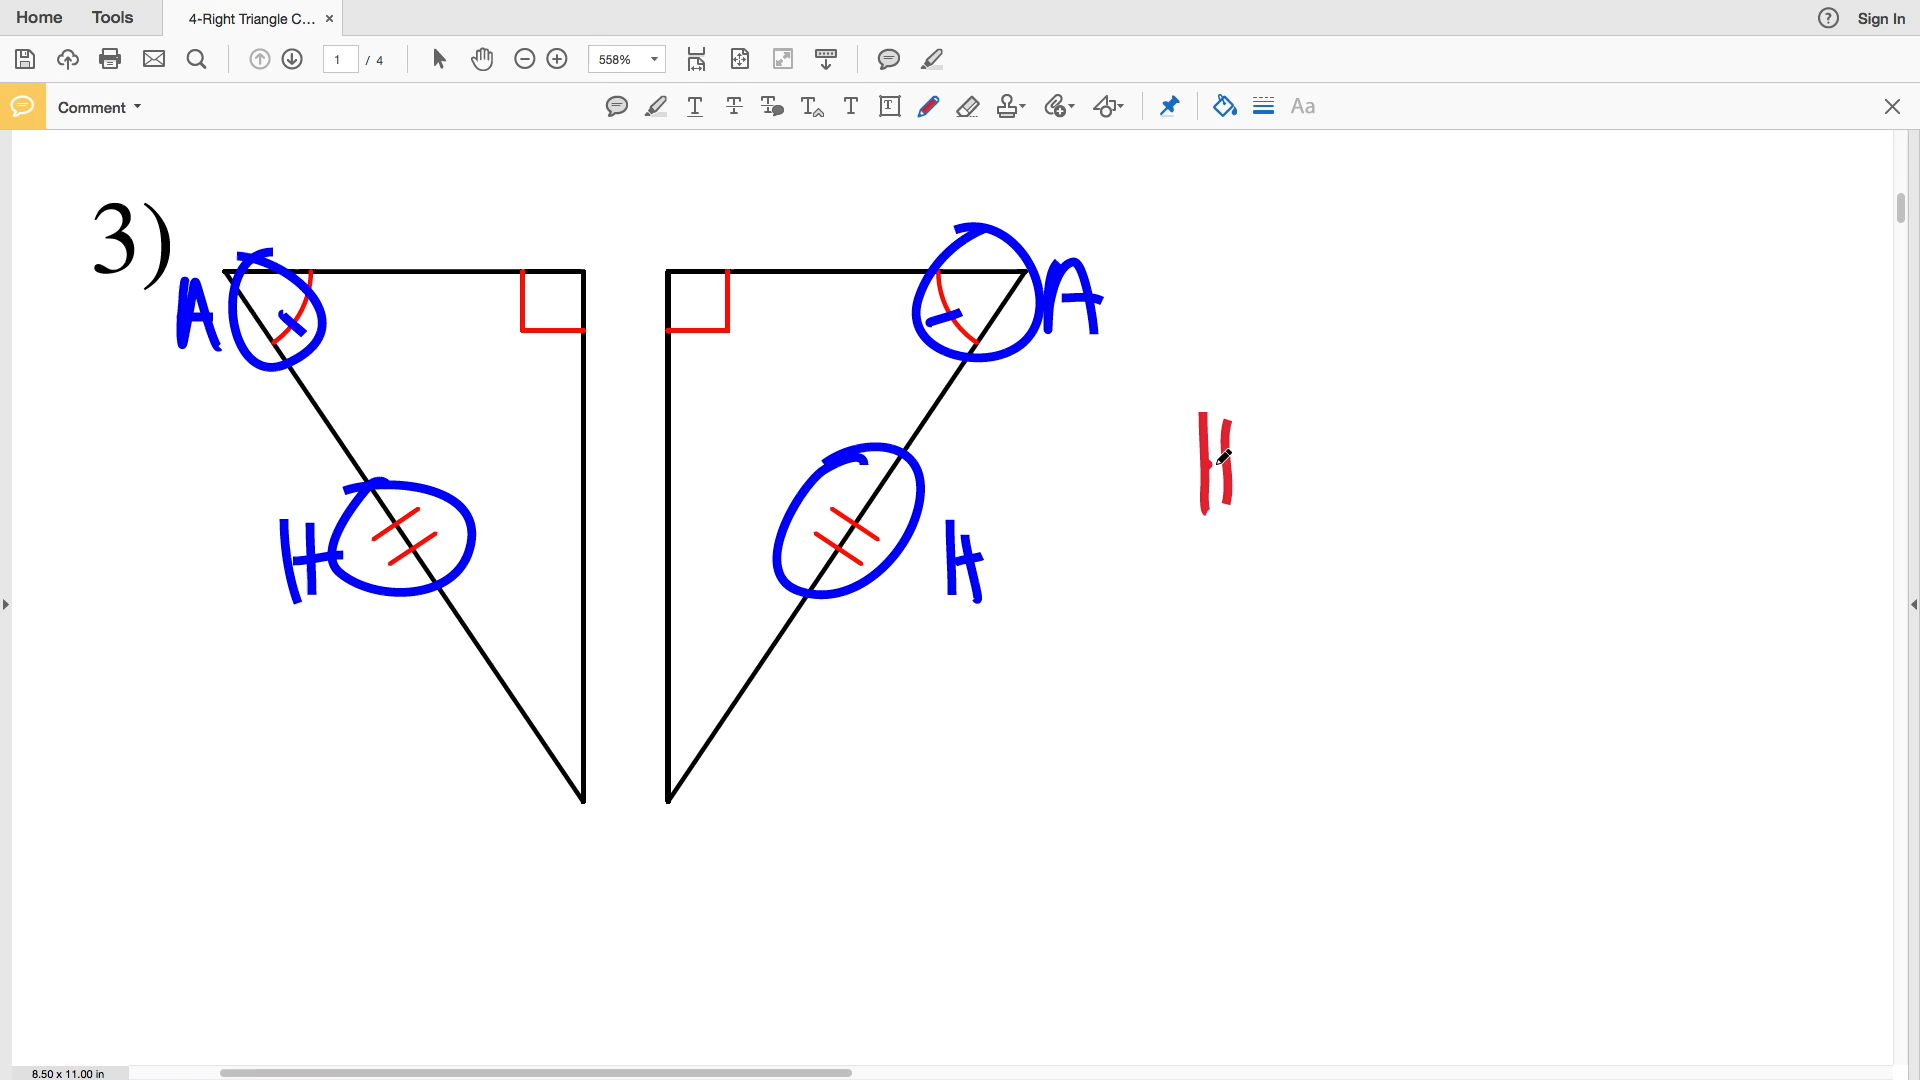 Home Tools 4-Right Triangle C... × ? Sign In
1 / 4 558%
Comment T T T T T T Aa
3)
A A
H
H H
8.50 x 11.00 in